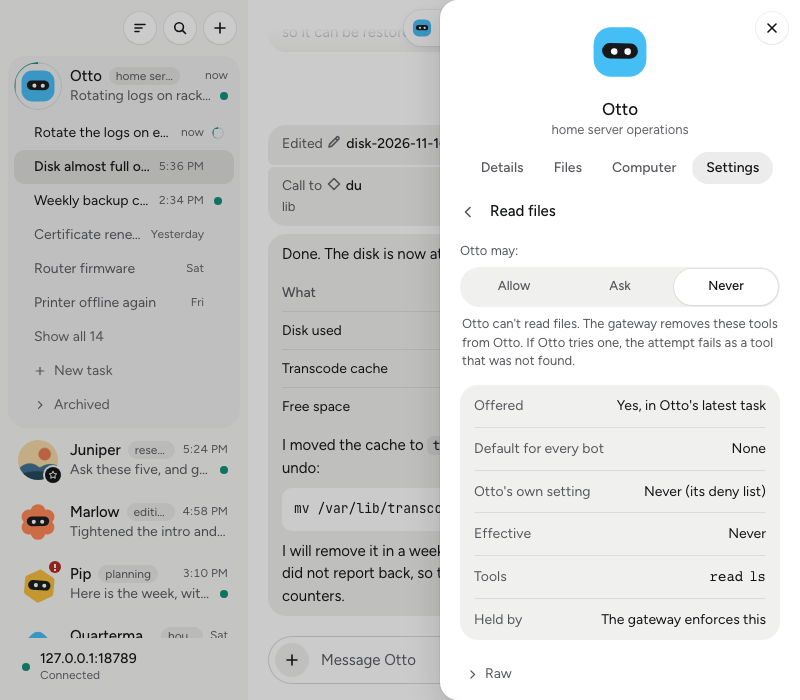 Otto home ser... now
Rotating logs on rack...
Rotate the logs on e... now
Disk almost full o... 5:36 PM
Weekly backup c... 2:34 PM
Certificate rene... Yesterday
Router firmware Sat
Printer offline again Fri
Show all 14
New task
Archived
Juniper rese... 5:24 PM
Ask these five, and g...
Marlow editi... 4:58 PM
Tightened the intro and...
Pip planning 3:10 PM
Here is the week, wit...
Quarterma hou... Sat
127.0.0.1:18789
Connected
so it can be restor
Edited disk-2026-11-1
Call to du
lib
Done. The disk is now at
What
Disk used
Transcode cache
Free space
I moved the cache to t
undo:
mv /var/lib/transco
I will remove it in a week
did not report back, so t
counters.
Message Otto
Otto
home server operations
Details Files Computer Settings
Read files
Otto may:
Allow Ask Never
Otto can't read files. The gateway removes these tools
from Otto. If Otto tries one, the attempt fails as a tool
that was not found.
Offered Yes, in Otto's latest task
Default for every bot None
Otto's own setting Never (its deny list)
Effective Never
Tools read ls
Held by The gateway enforces this
Raw